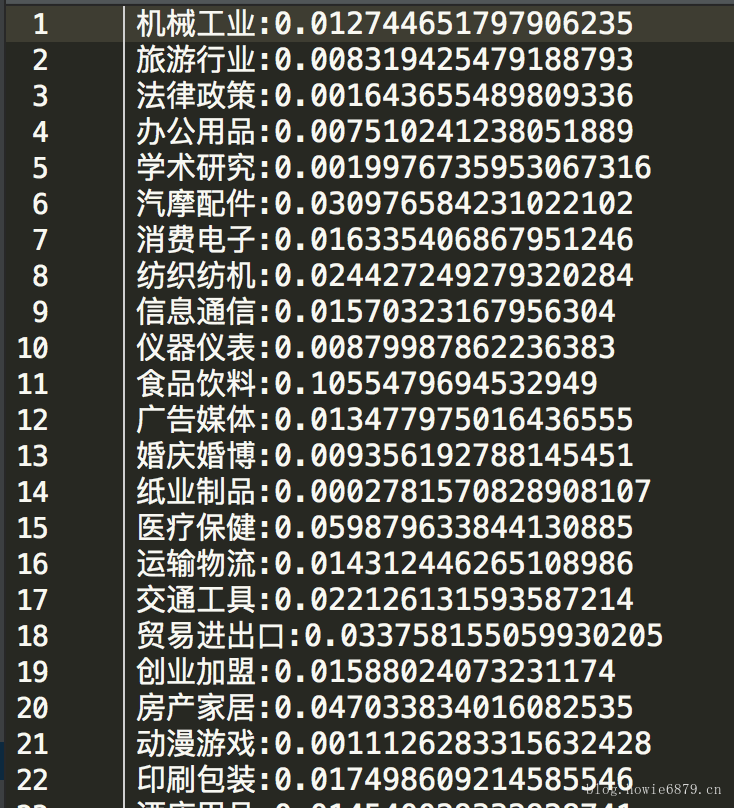 1 机械工业:0.012744651797906235
2 旅游行业:0.008319425479188793
3 法律政策:0.001643655489809336
4 办公用品:0.007510241238051889
5 学术研究:0.0019976735953067316
6 汽摩配件:0.030976584231022102
7 消费电子:0.016335406867951246
8 纺织纺机:0.024427249279320284
9 信息通信:0.01570323167956304
10 仪器仪表:0.00879987862236383
11 食品饮料:0.1055479694532949
12 广告媒体:0.013477975016436555
13 婚庆婚博:0.009356192788145451
14 纸业制品:0.0002781570828908107
15 医疗保健:0.059879633844130885
16 运输物流:0.014312446265108986
17 交通工具:0.022126131593587214
18 贸易进出口:0.033758155059930205
19 创业加盟:0.01588024073231174
20 房产家居:0.047033834016082535
21 动漫游戏:0.0011126283315632428
22 印刷包装:0.017498609214585546
blog.howie6879.cn